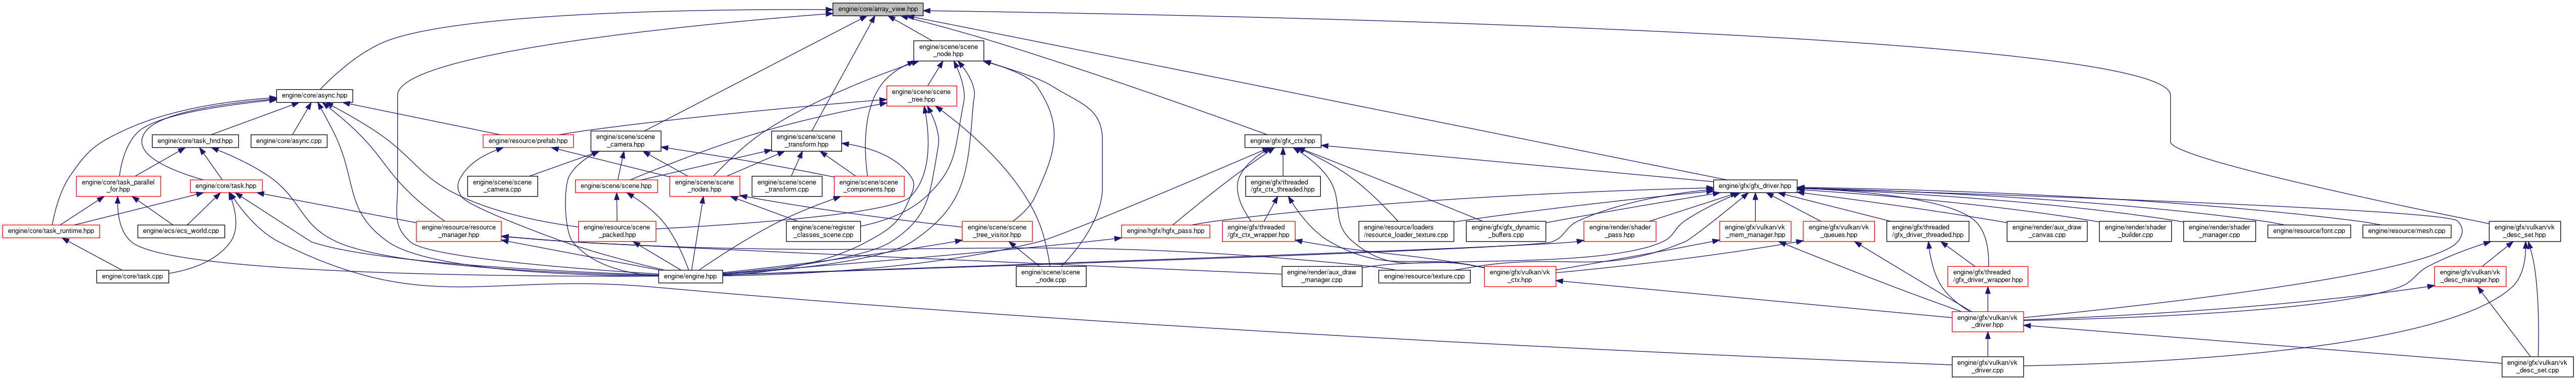 engine/core/array_view.hpp
engine/scene/scene
_node.hpp
engine/core/async.hpp
engine/scene/scene
_tree.hpp
engine/core/task_hnd.hpp
engine/core/async.cpp
engine/resource/prefab.hpp
engine/scene/scene
_camera.hpp
engine/scene/scene
_transform.hpp
engine/gfx/gfx_ctx.hpp
engine/core/task_parallel
_for.hpp
engine/core/task.hpp
engine/scene/scene
_camera.cpp
engine/scene/scene.hpp
engine/scene/scene
_nodes.hpp
engine/scene/scene
_transform.cpp
engine/scene/scene
_components.hpp
engine/gfx/threaded
/gfx_ctx_threaded.hpp
engine/gfx/gfx_driver.hpp
engine/core/task_runtime.hpp
engine/ecs/ecs_world.cpp
engine/resource/resource
_manager.hpp
engine/resource/scene
_packed.hpp
engine/scene/register
_classes_scene.cpp
engine/scene/scene
_tree_visitor.hpp
engine/hgfx/hgfx_pass.hpp
engine/gfx/threaded
/gfx_ctx_wrapper.hpp
engine/resource/loaders
/resource_loader_texture.cpp
engine/gfx/gfx_dynamic
_buffers.cpp
engine/render/shader
_pass.hpp
engine/gfx/vulkan/vk
_mem_manager.hpp
engine/gfx/vulkan/vk
_queues.hpp
engine/gfx/threaded
/gfx_driver_threaded.hpp
engine/render/aux_draw
_canvas.cpp
engine/render/shader
_builder.cpp
engine/render/shader
_manager.cpp
engine/resource/font.cpp
engine/resource/mesh.cpp
engine/gfx/vulkan/vk
_desc_set.hpp
engine/core/task.cpp
engine/engine.hpp
engine/scene/scene
_node.cpp
engine/render/aux_draw
_manager.cpp
engine/resource/texture.cpp
engine/gfx/vulkan/vk
_ctx.hpp
engine/gfx/threaded
/gfx_driver_wrapper.hpp
engine/gfx/vulkan/vk
_desc_manager.hpp
engine/gfx/vulkan/vk
_driver.hpp
engine/gfx/vulkan/vk
_driver.cpp
engine/gfx/vulkan/vk
_desc_set.cpp